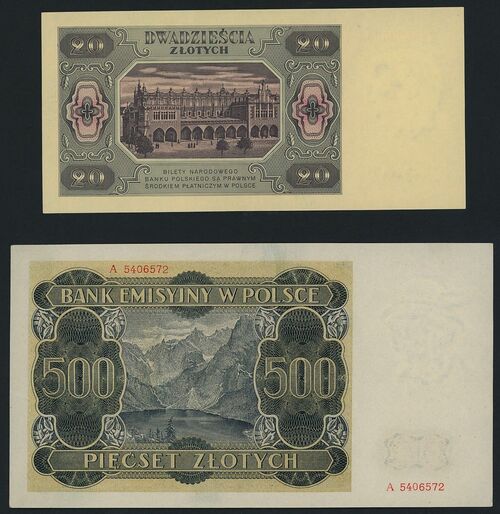 20 DWADZIEŚCIA 20
ZŁOTYCH
BILETY NARODOWEGO
BANKU POLSKIEGO SĄ PRAWNYM
ŚRODKIEM PŁATNICZYM W POLSCE
20 20
A 5406572
BANK EMISYJNY W POLSCE
500 500
PIĘCSET ZŁOTYCH
A 5406572